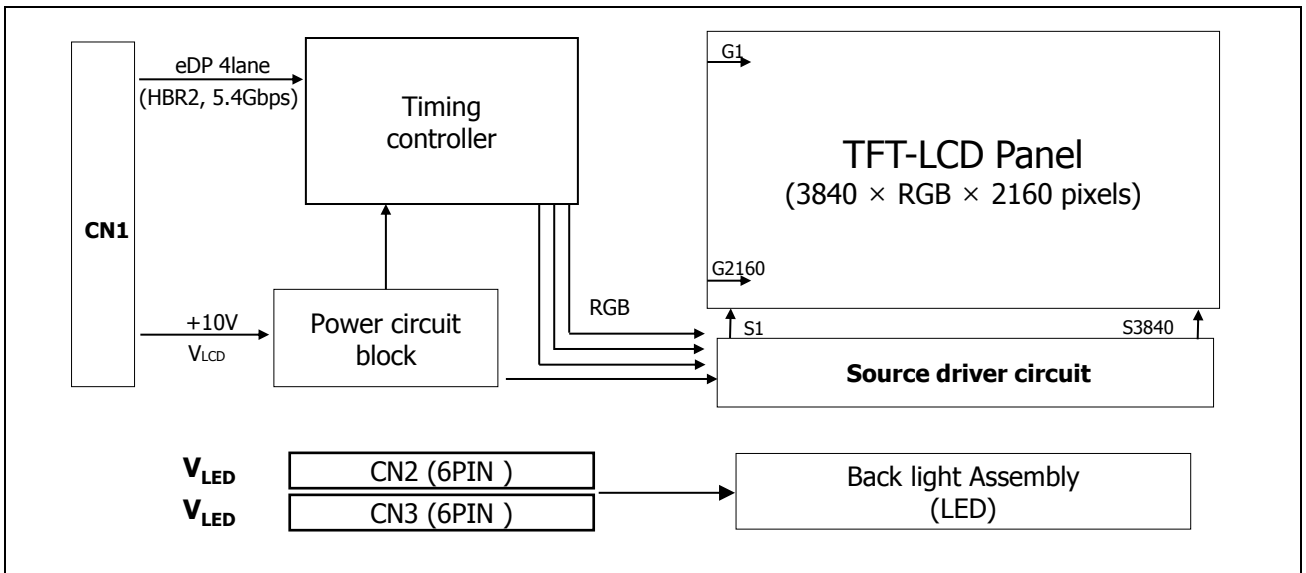 CN1
eDP 4lane
(HBR2, 5.4Gbps)
Timing
controller
+10V
VLCD
Power circuit
block
RGB
G1
TFT-LCD Panel
(3840 × RGB × 2160 pixels)
G2160
S1
S3840
Source driver circuit
VLED
CN2 (6PIN )
VLED
CN3 (6PIN )
Back light Assembly
(LED)